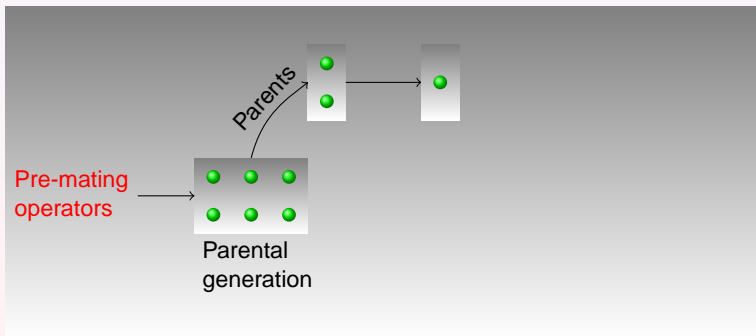 Parents
Pre-mating
operators
Parental
generation